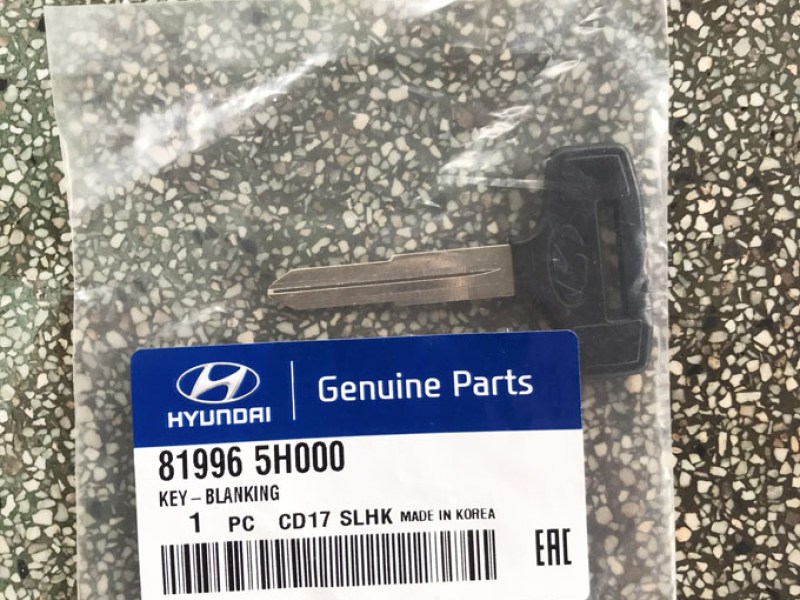 HYUNDAI
Genuine Parts
81996 5H000
KEY – BLANKING
1 PC CD17 SLHK MADE IN KOREA
EAC